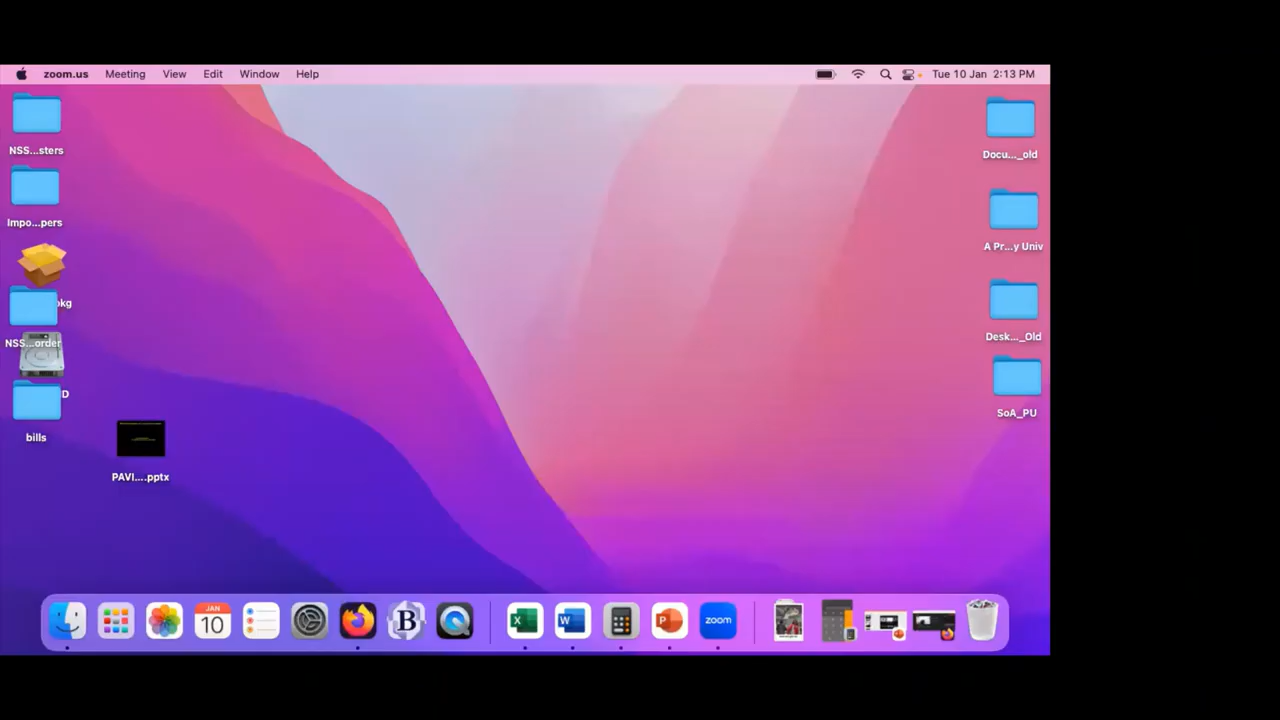 zoom.us Meeting View Edit Window Help Tue 10 Jan 2:13 PM
NSS...sters
Impo...pers
pkg
NSS...order
D
bills
PAVI....pptx
Docu..._old
A Pr...y Univ
Desk..._Old
SoA_PU
JAN
10
B
X
W
P
zoom